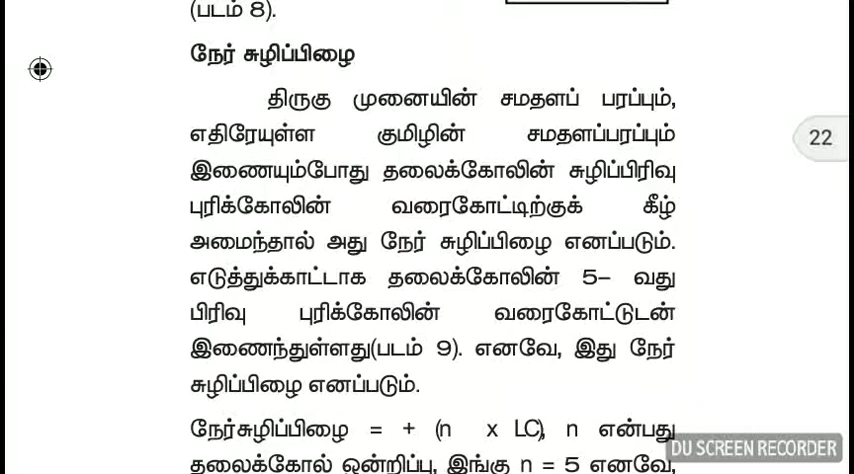 (படம் 8).
நேர் சுழிப்பிழை
திருகு முனையின் சமதளப் பரப்பும்,
எதிரேயுள்ள குமிழின் சமதளப்பரப்பும்
இணையும்போது தலைக்கோலின் சுழிப்பிரிவு
புரிக்கோலின் வரைகோட்டிற்குக் கீழ்
அமைந்தால் அது நேர் சுழிப்பிழை எனப்படும்.
எடுத்துக்காட்டாக தலைக்கோலின் 5– வது
பிரிவு புரிக்கோலின் வரைகோட்டுடன்
இணைந்துள்ளது(படம் 9). எனவே, இது நேர்
சுழிப்பிழை எனப்படும்.
நேர்சுழிப்பிழை = + (n x LC), n என்பது
தலைக்கோல் ஒன்றிப்பு, இங்கு n = 5 எனவே,
22
DU SCREEN RECORDER